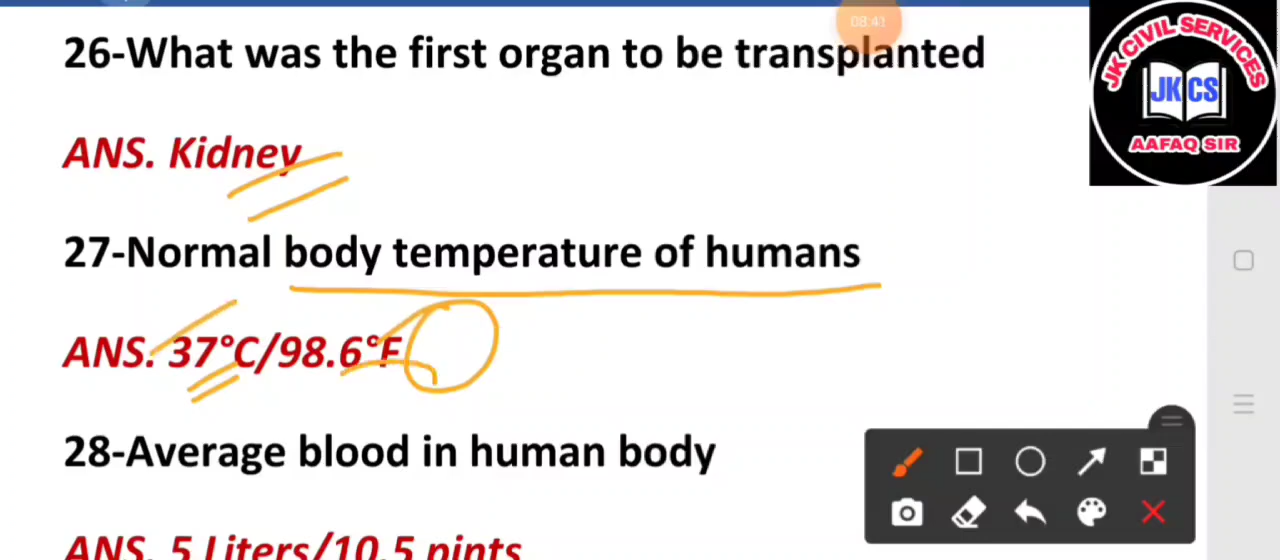 08:41
26-What was the first organ to be transplanted
ANS. Kidney
27-Normal body temperature of humans
ANS. 37°C/98.6°F
28-Average blood in human body
ANS. 5 Liters/10.5 pints
JK CIVIL SERVICES
JK CS
AAFAQ SIR